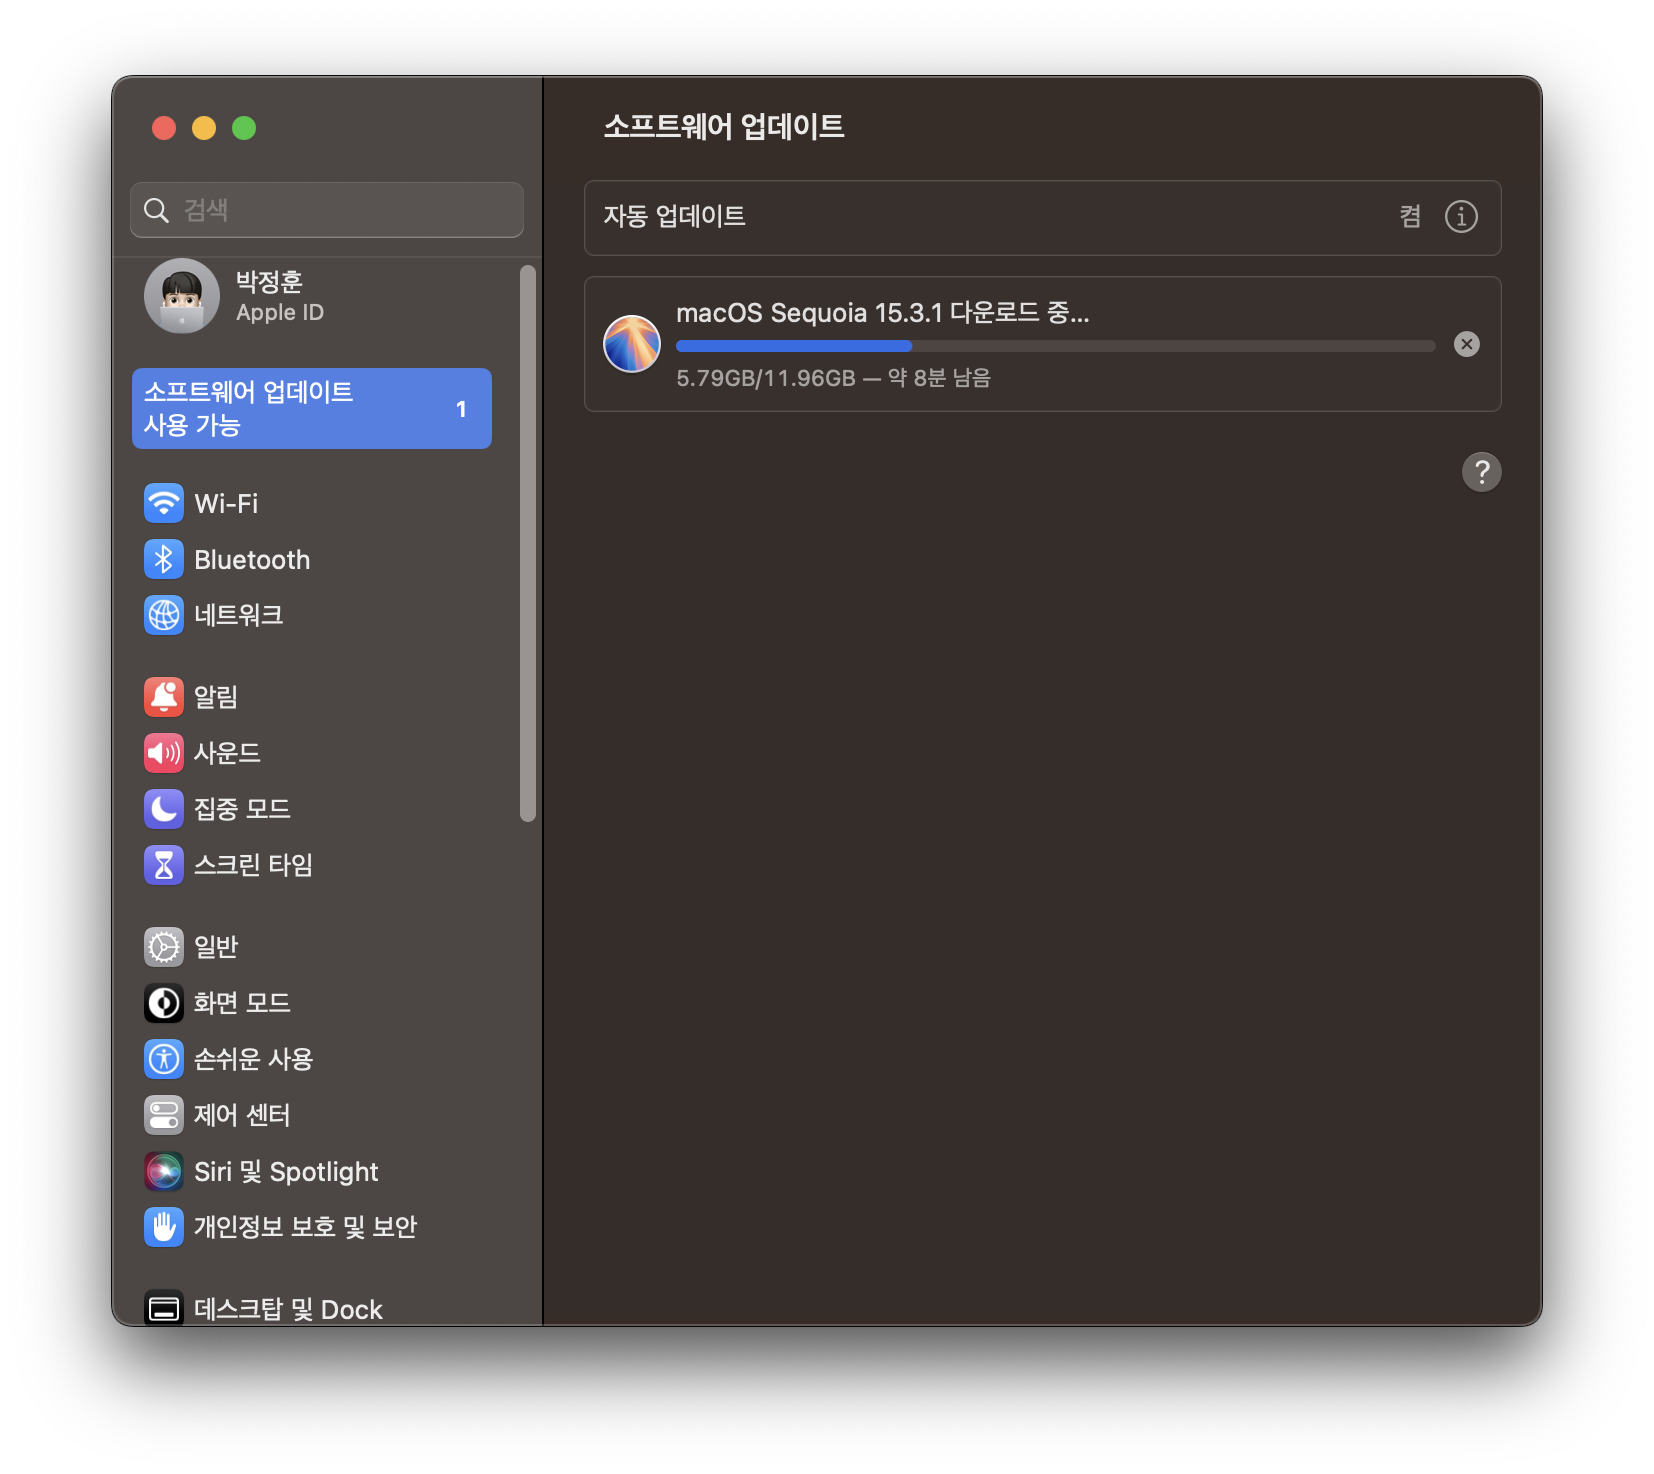 검색
박정훈
Apple ID
소프트웨어 업데이트
사용 가능
1
Wi-Fi
Bluetooth
네트워크
알림
사운드
집중 모드
스크린 타임
일반
화면 모드
손쉬운 사용
제어 센터
Siri 및 Spotlight
개인정보 보호 및 보안
데스크탑 및 Dock
소프트웨어 업데이트
자동 업데이트
켬
macOS Sequoia 15.3.1 다운로드 중...
5.79GB/11.96GB — 약 8분 남음
?